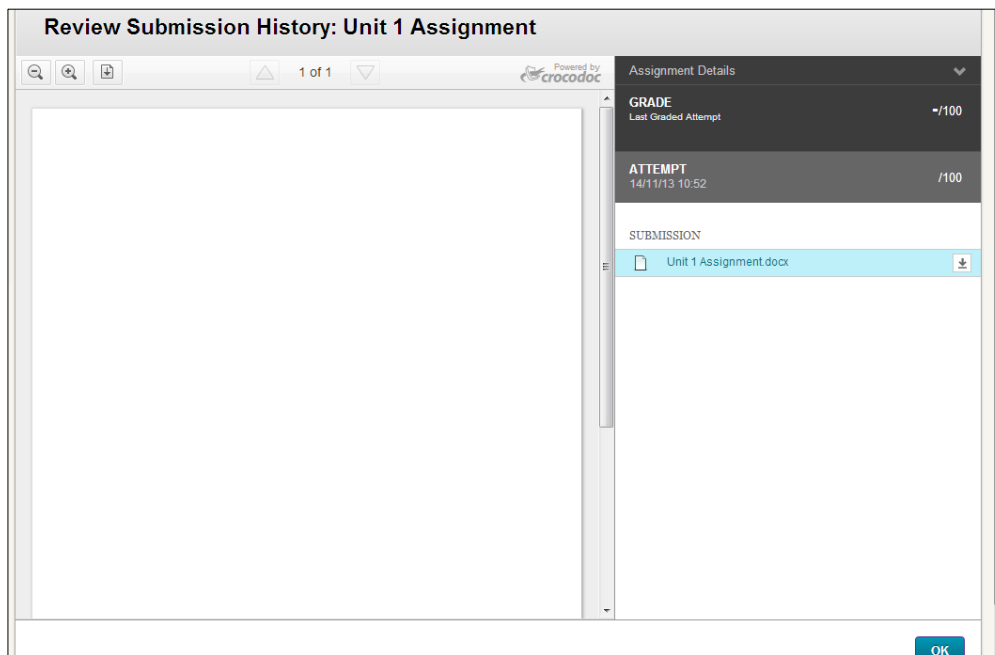 Review Submission History: Unit 1 Assignment
1 of 1
Powered by
crocodoc
Assignment Details
GRADE
Last Graded Attempt
-/100
ATTEMPT
14/11/13 10:52
/100
SUBMISSION
Unit 1 Assignment.docx
OK